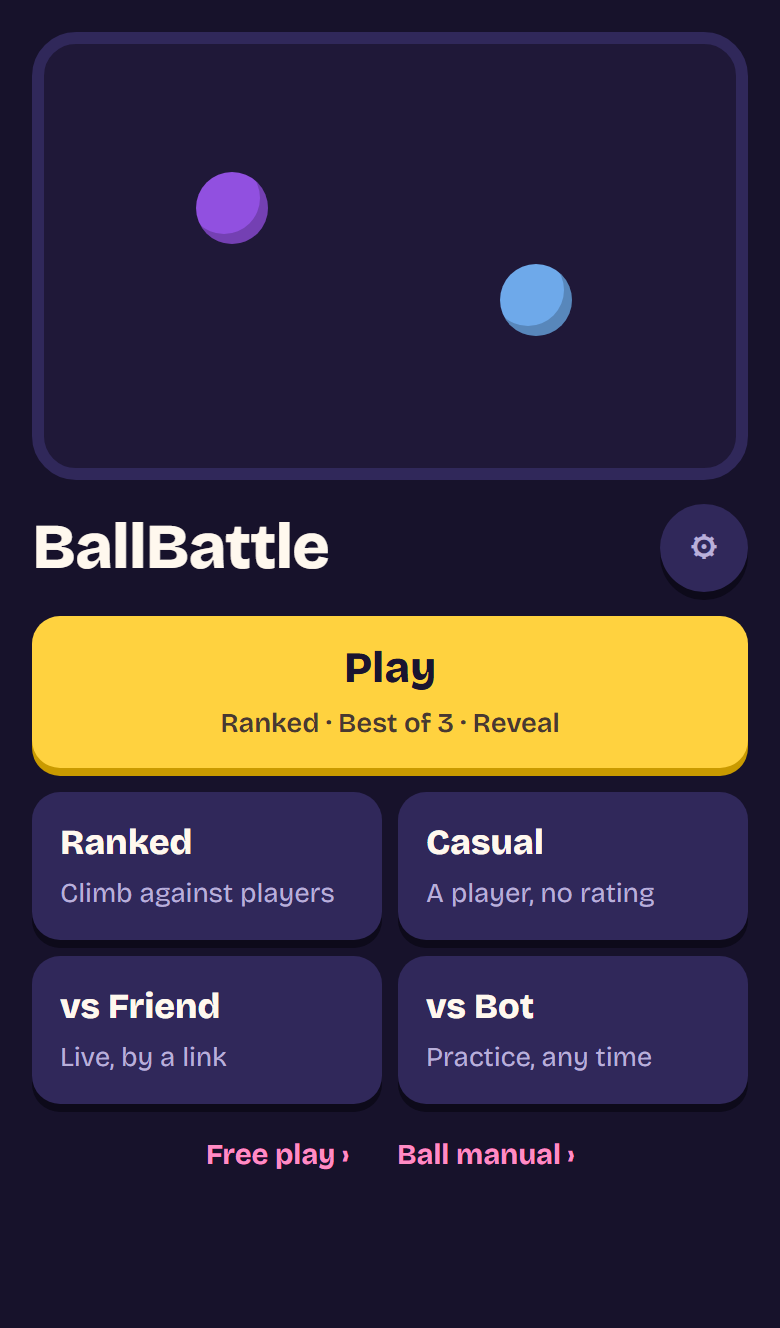 BallBattle
⚙
Play
Ranked · Best of 3 · Reveal
Ranked
Climb against players
Casual
A player, no rating
vs Friend
Live, by a link
vs Bot
Practice, any time
Free play ›
Ball manual ›